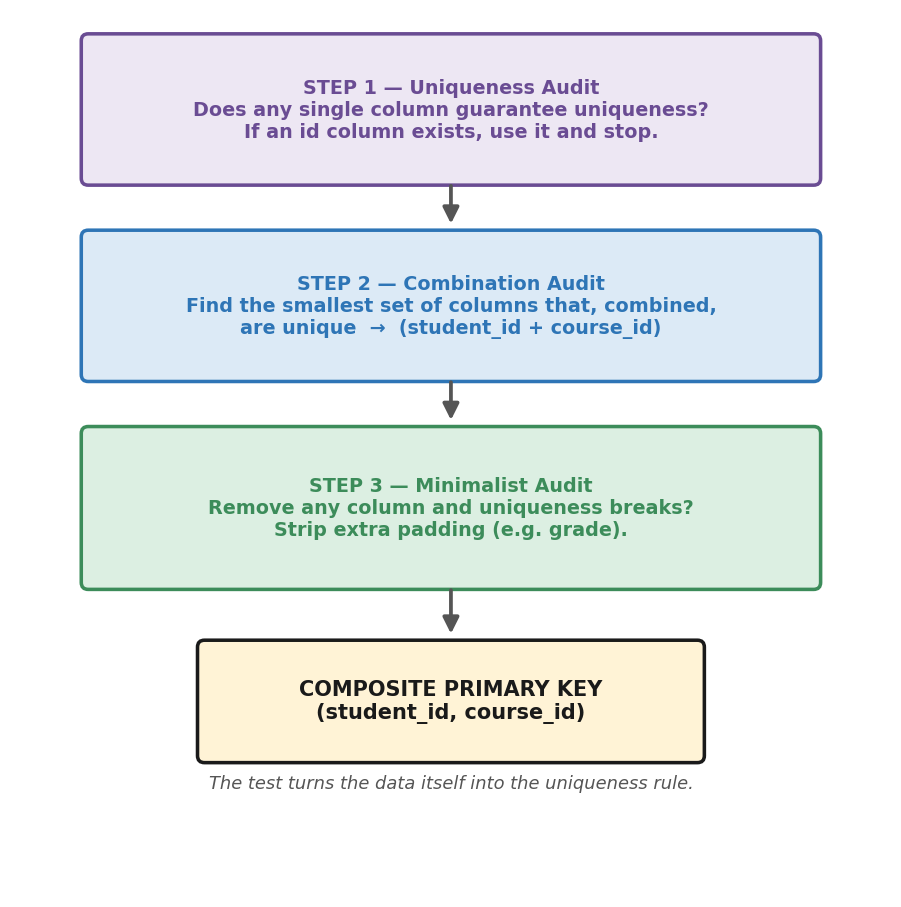 STEP 1 — Uniqueness Audit
Does any single column guarantee uniqueness?
If an id column exists, use it and stop.
STEP 2 — Combination Audit
Find the smallest set of columns that, combined,
are unique → (student_id + course_id)
STEP 3 — Minimalist Audit
Remove any column and uniqueness breaks?
Strip extra padding (e.g. grade).
COMPOSITE PRIMARY KEY
(student_id, course_id)
The test turns the data itself into the uniqueness rule.